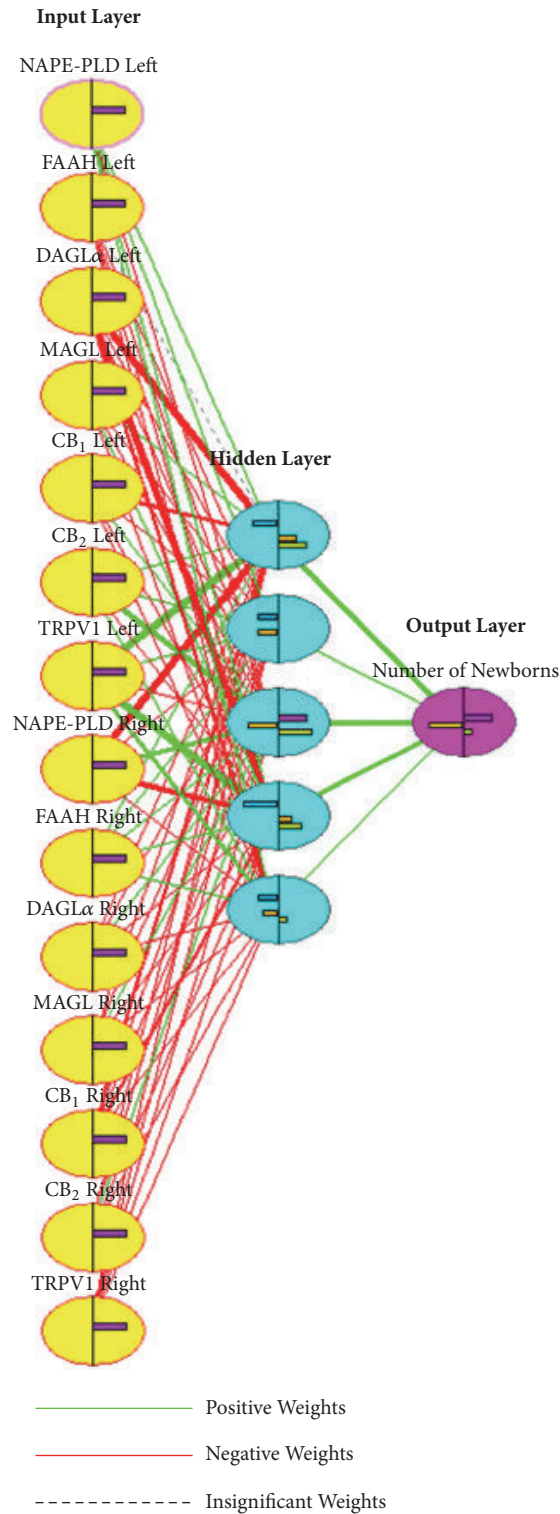 Input Layer
NAPE-PLD Left
FAAH Left
DAGLα Left
MAGL Left
CB₁ Left
CB₂ Left
TRPV1 Left
NAPE-PLD Right
FAAH Right
DAGLα Right
MAGL Right
CB₁ Right
CB₂ Right
TRPV1 Right
Hidden Layer
Output Layer
Number of Newborns
Positive Weights
Negative Weights
Insignificant Weights